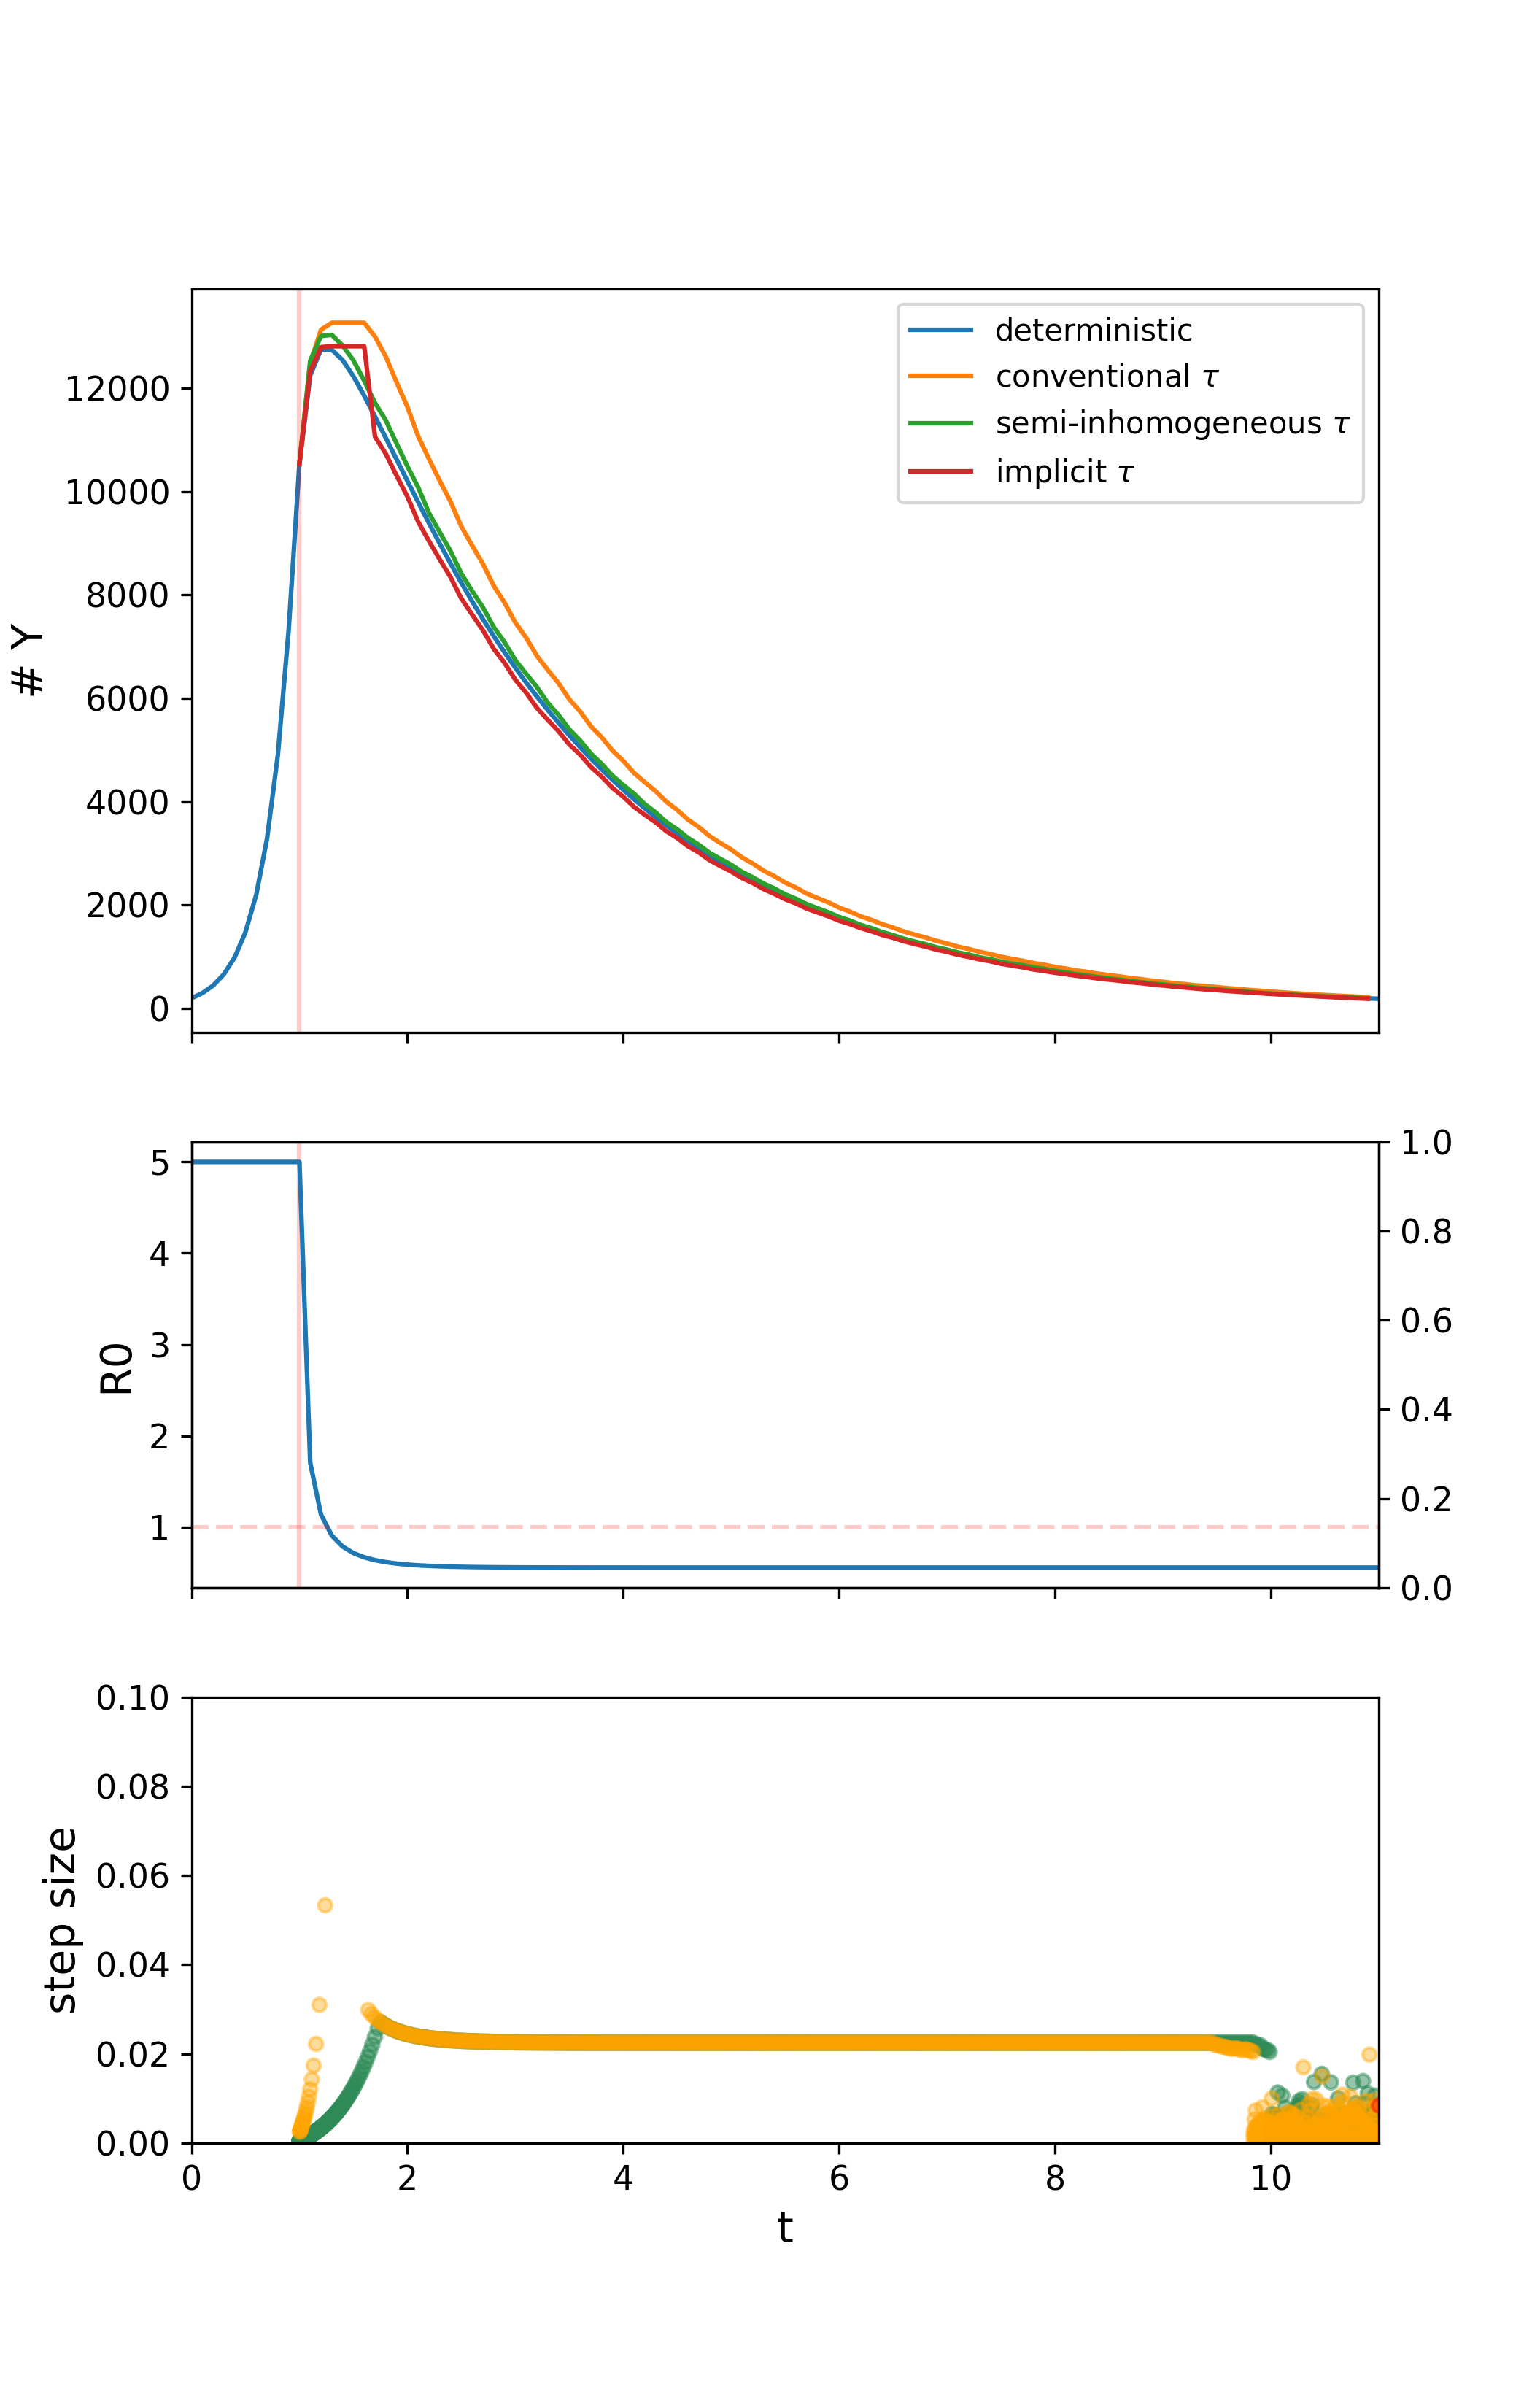 # Y
12000
10000
8000
6000
4000
2000
0
deterministic
conventional τ
semi-inhomogeneous τ
implicit τ
R0
5
4
3
2
1
1.0
0.8
0.6
0.4
0.2
0.0
step size
0.10
0.08
0.06
0.04
0.02
0.00
0 2 4 6 8 10
t